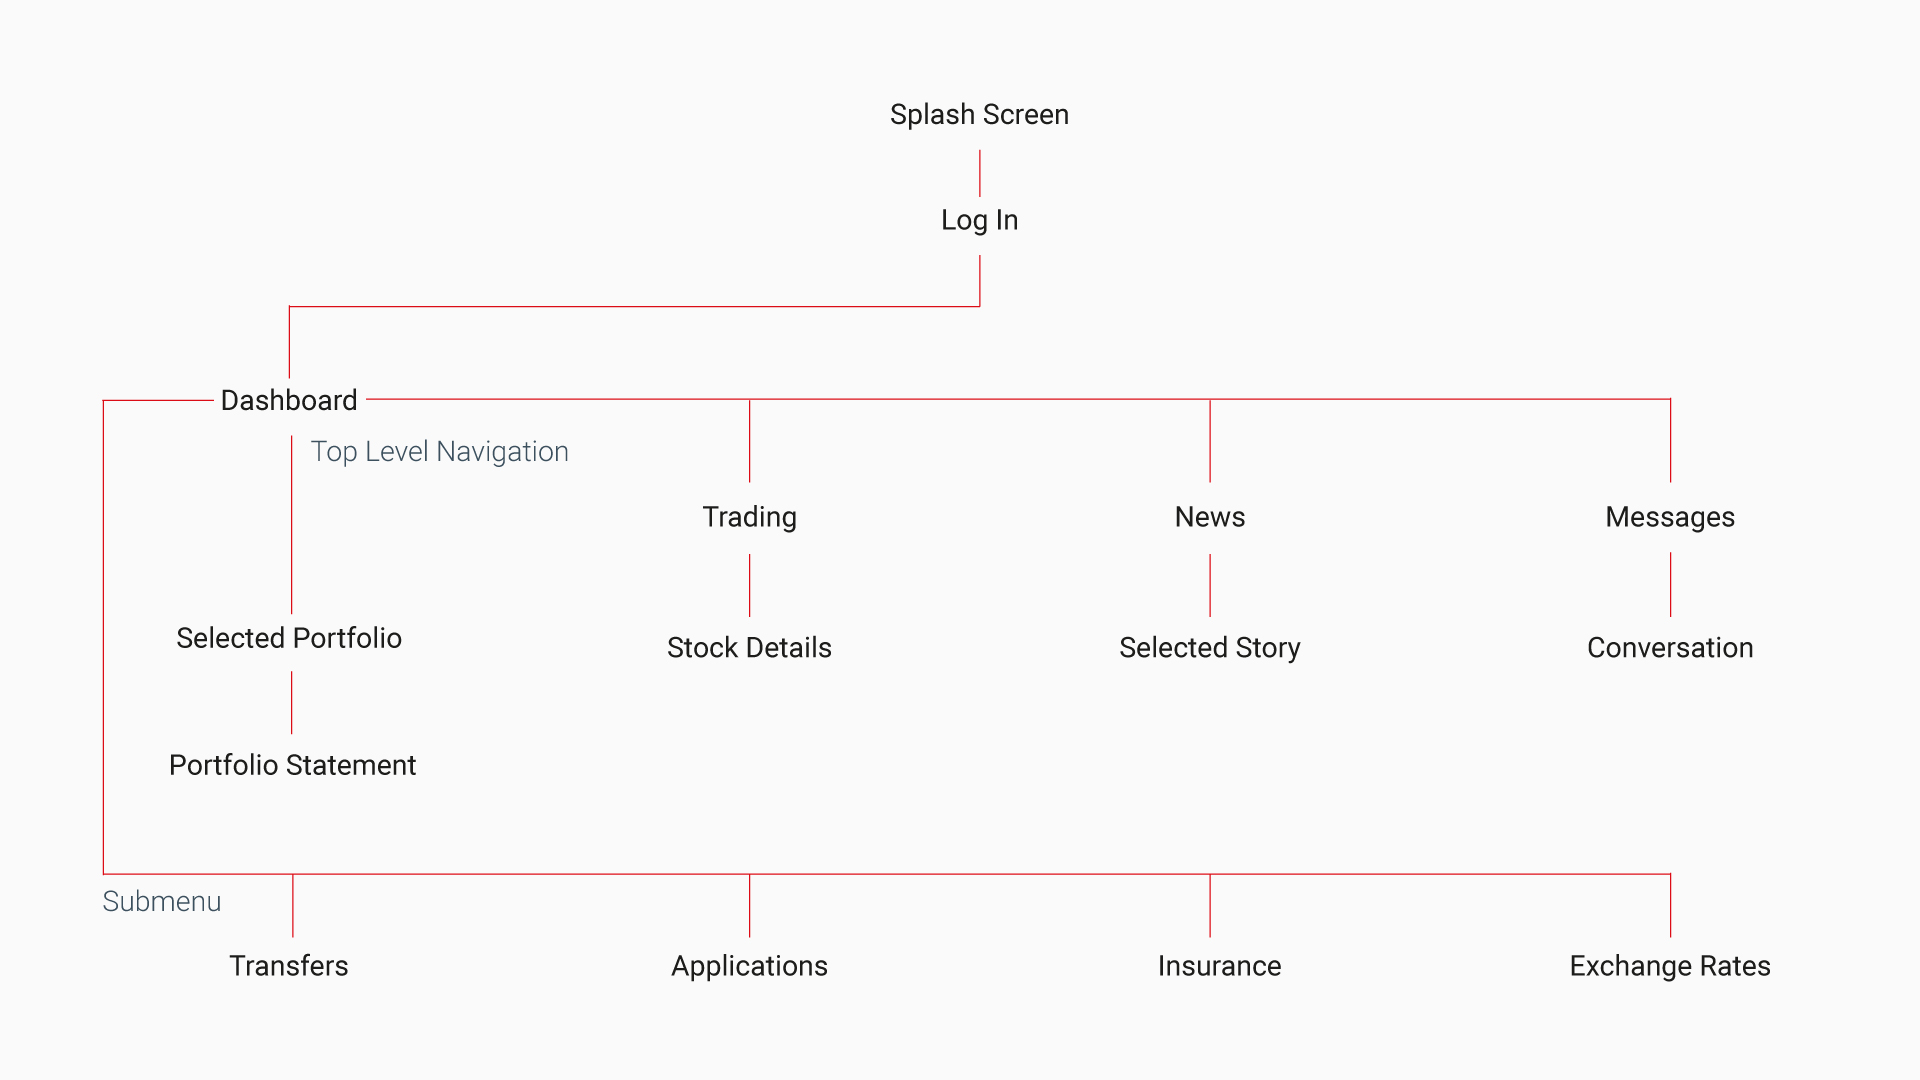 Splash Screen
Log In
Dashboard
Top Level Navigation
Trading
News
Messages
Selected Portfolio
Stock Details
Selected Story
Conversation
Portfolio Statement
Submenu
Transfers
Applications
Insurance
Exchange Rates